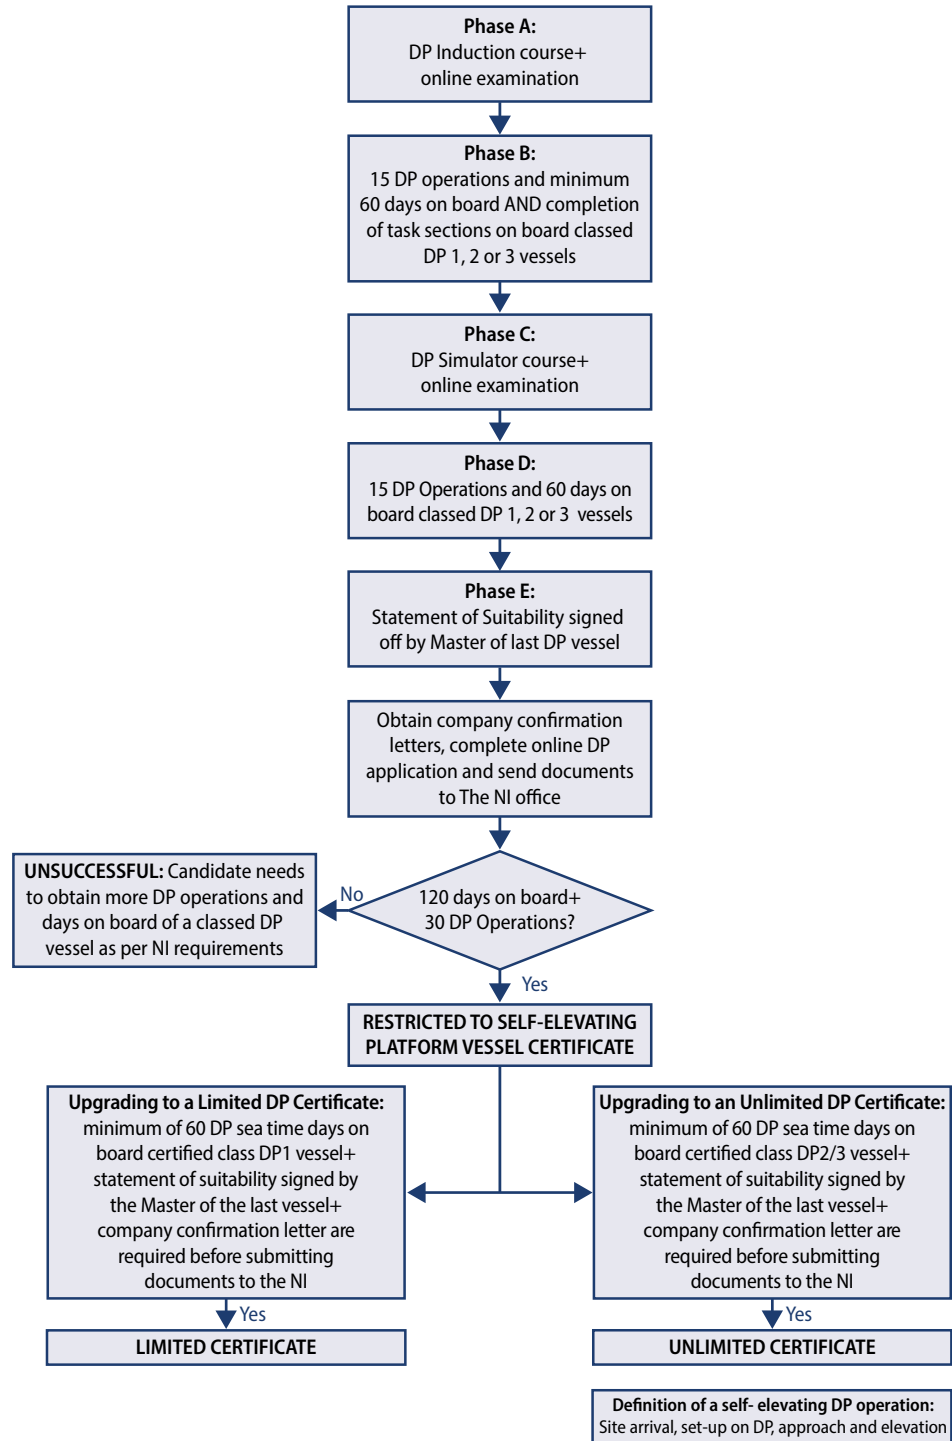 Phase A:
DP Induction course+
online examination
Phase B:
15 DP operations and minimum
60 days on board AND completion
of task sections on board classed
DP 1, 2 or 3 vessels
Phase C:
DP Simulator course+
online examination
Phase D:
15 DP Operations and 60 days on
board classed DP 1, 2 or 3 vessels
Phase E:
Statement of Suitability signed
off by Master of last DP vessel
Obtain company confirmation
letters, complete online DP
application and send documents
to The NI office
120 days on board+
30 DP Operations?
No
UNSUCCESSFUL: Candidate needs
to obtain more DP operations and
days on board of a classed DP
vessel as per NI requirements
Yes
RESTRICTED TO SELF-ELEVATING
PLATFORM VESSEL CERTIFICATE
Upgrading to a Limited DP Certificate:
minimum of 60 DP sea time days on
board certified class DP1 vessel+
statement of suitability signed by
the Master of the last vessel+
company confirmation letter are
required before submitting
documents to the NI
Yes
LIMITED CERTIFICATE
Upgrading to an Unlimited DP Certificate:
minimum of 60 DP sea time days on
board certified class DP2/3 vessel+
statement of suitability signed by
the Master of the last vessel+
company confirmation letter are
required before submitting
documents to the NI
Yes
UNLIMITED CERTIFICATE
Definition of a self- elevating DP operation:
Site arrival, set-up on DP, approach and elevation